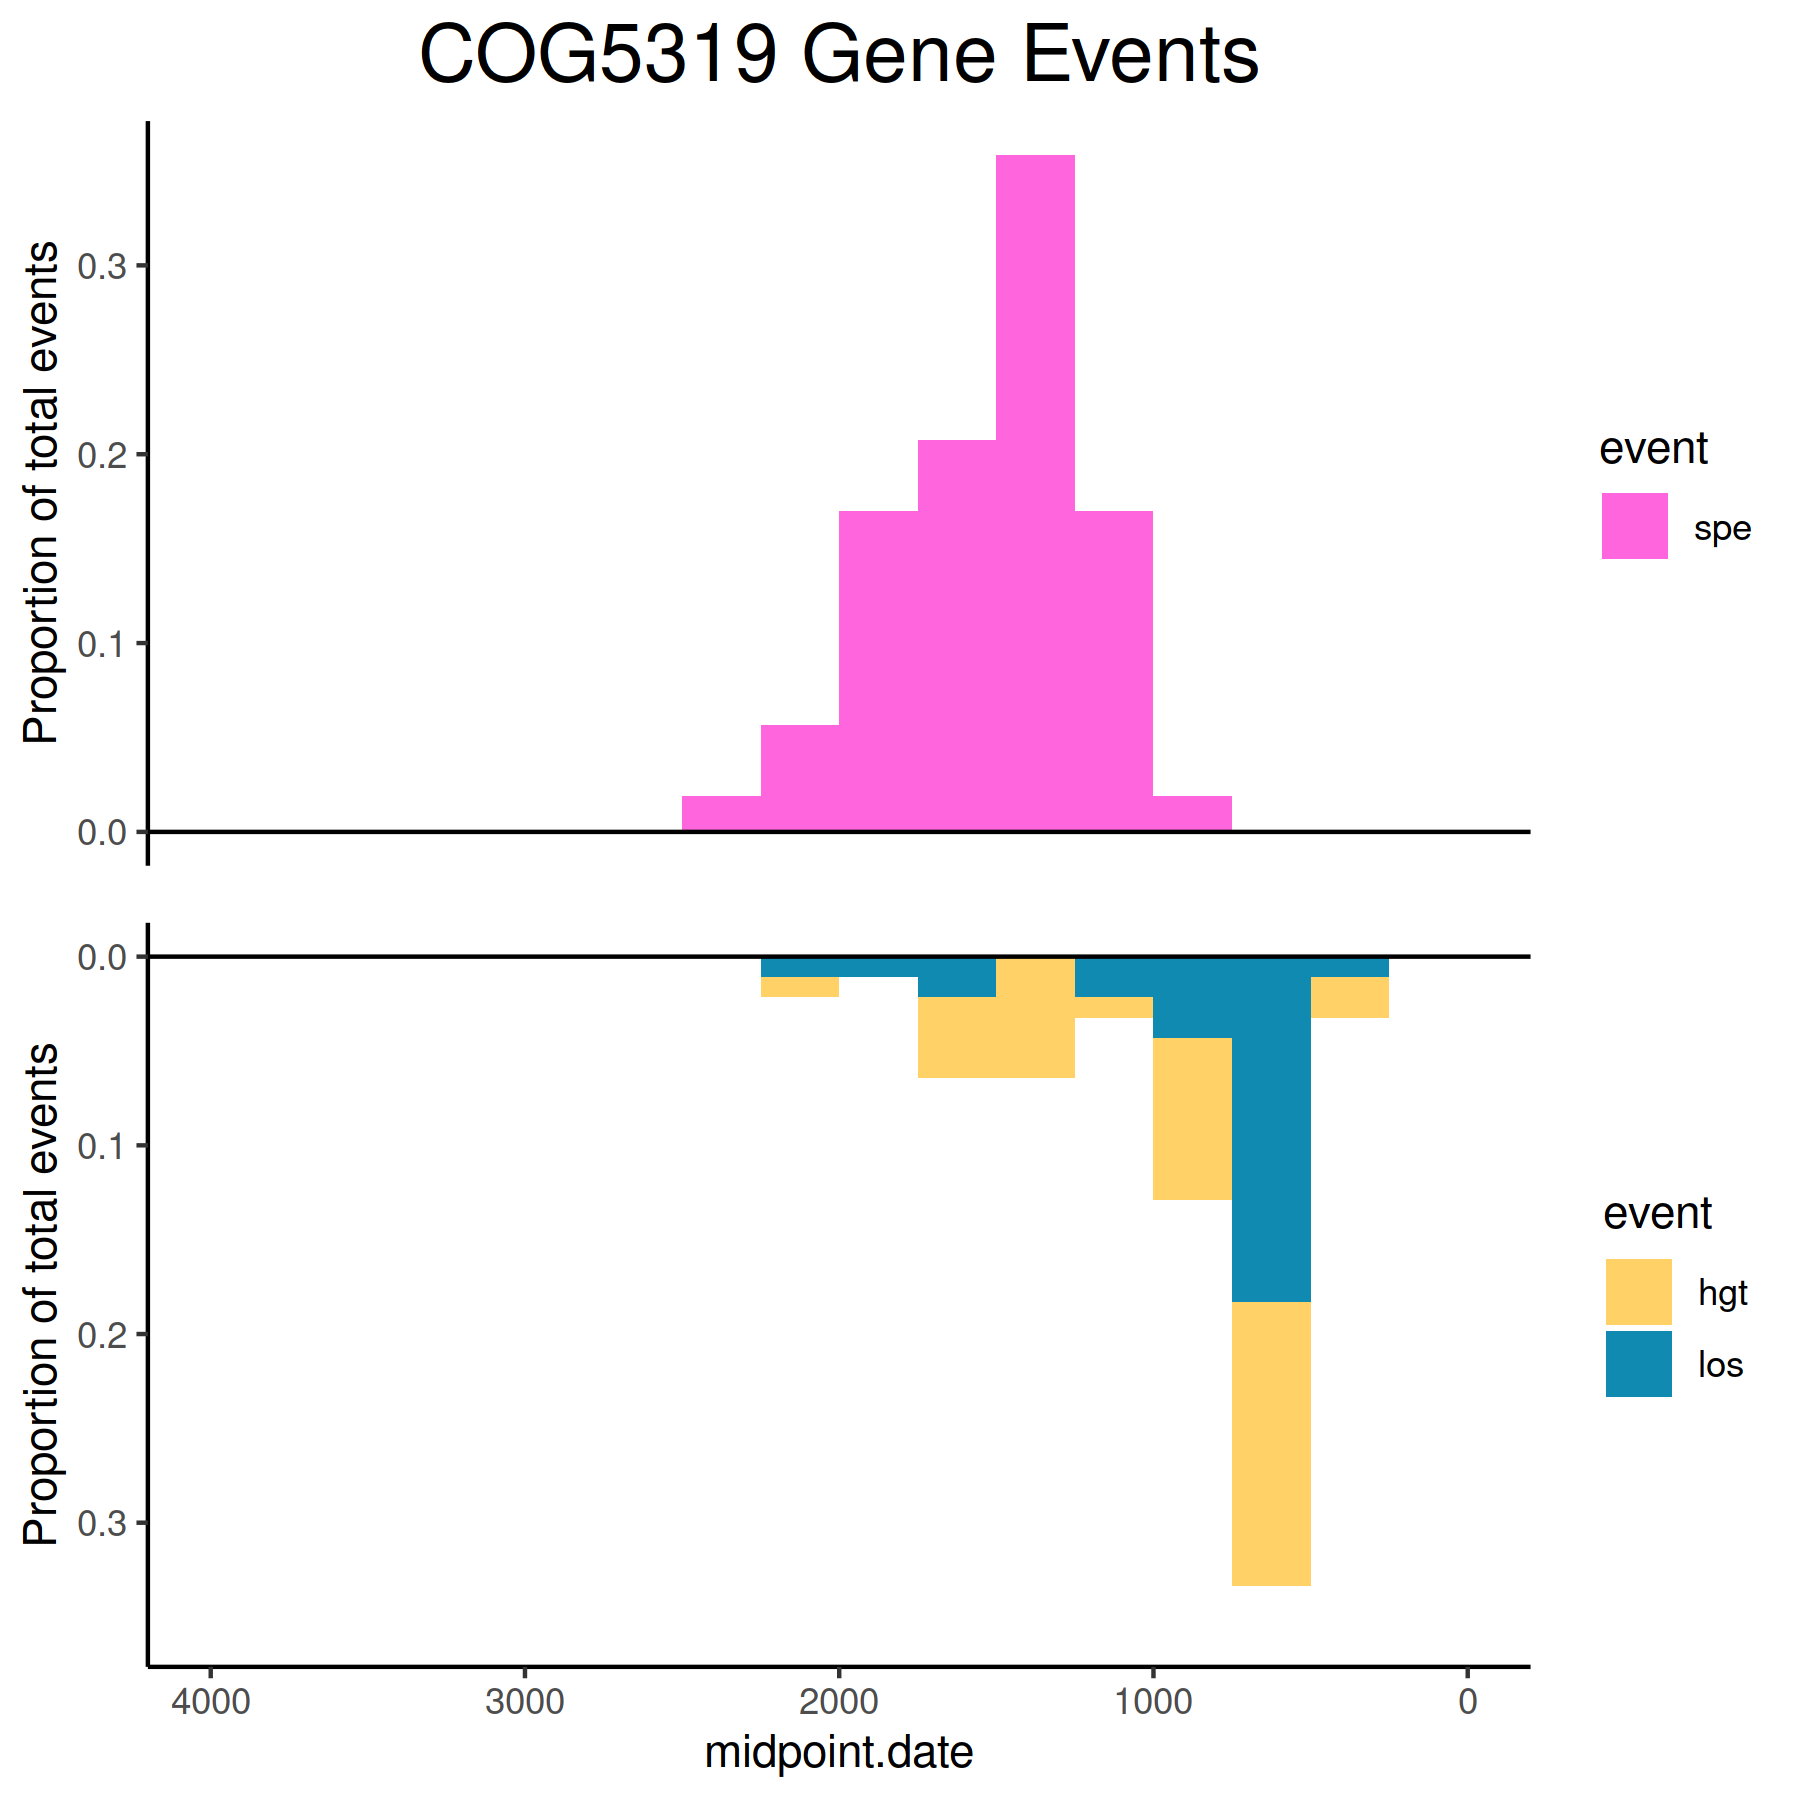 COG5319 Gene Events
Proportion of total events
0.3
0.2
0.1
0.0
event
spe
Proportion of total events
0.0
0.1
0.2
0.3
event
hgt
los
4000 3000 2000 1000 0
midpoint.date